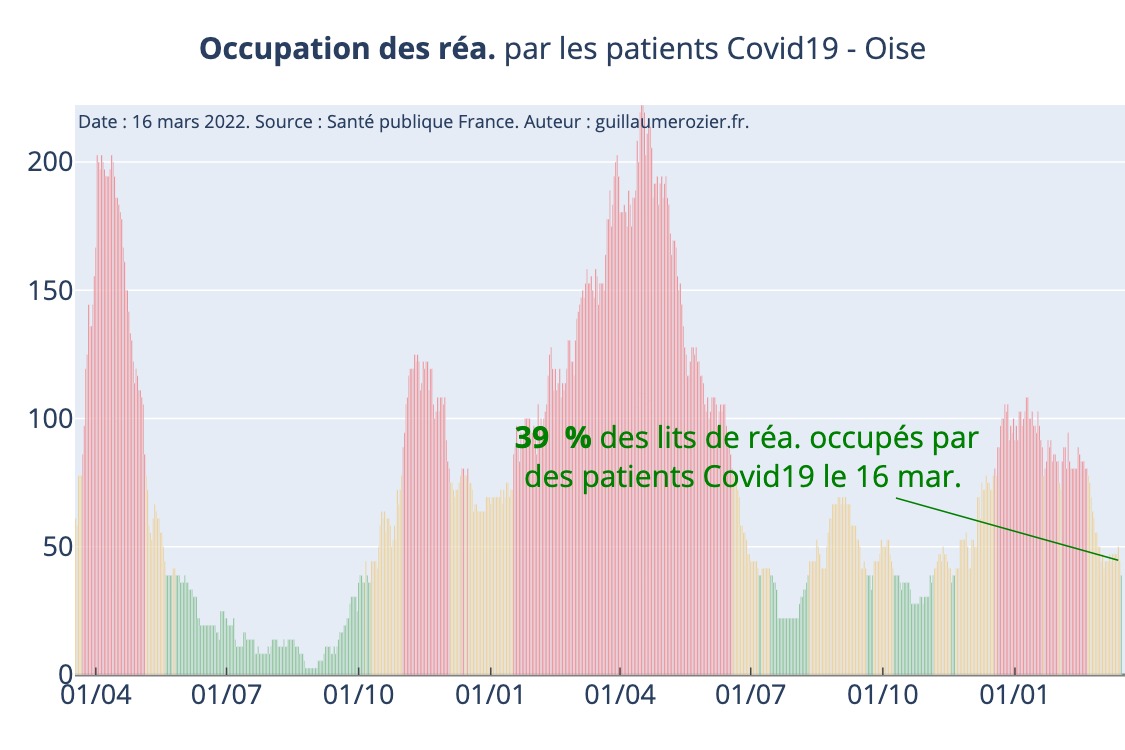 Occupation des réa. par les patients Covid19 - Oise
Date : 16 mars 2022. Source : Santé publique France. Auteur : guillaumerozier.fr.
200
150
100
50
0
39 % des lits de réa. occupés par
des patients Covid19 le 16 mar.
01/04 01/07 01/10 01/01 01/04 01/07 01/10 01/01